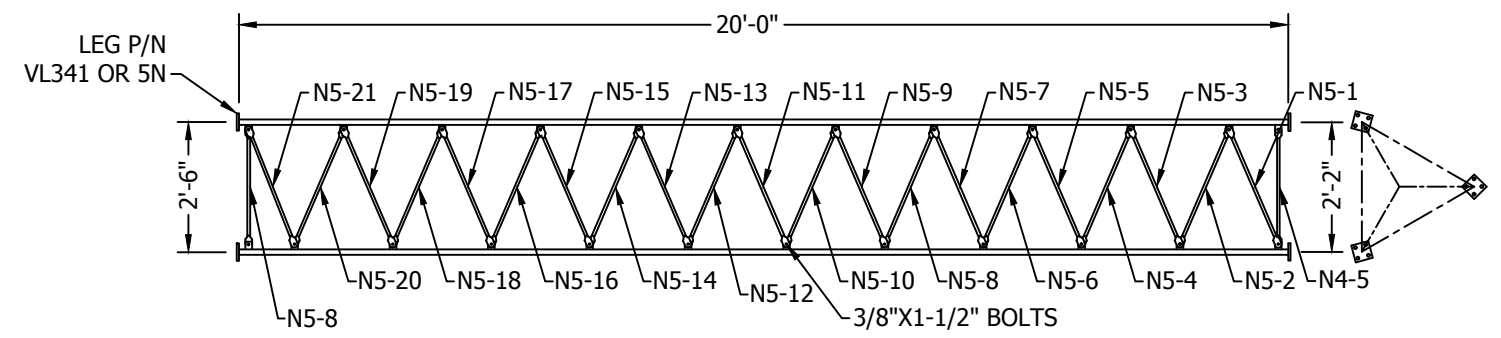 20'-0"
LEG P/N
VL341 OR 5N
N5-21
N5-19
N5-17
N5-15
N5-13
N5-11
N5-9
N5-7
N5-5
N5-3
N5-1
2'-6"
2'-2"
N5-20
N5-18
N5-16
N5-14
N5-12
N5-10
N5-8
N5-6
N5-4
N5-2
N4-5
N5-8
3/8"X1-1/2" BOLTS